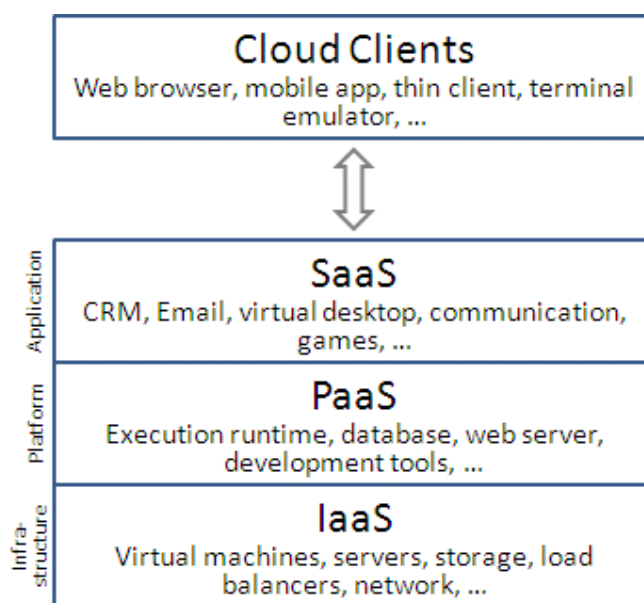 Cloud Clients
Web browser, mobile app, thin client, terminal
emulator, ...
Application
SaaS
CRM, Email, virtual desktop, communication,
games, ...
Platform
PaaS
Execution runtime, database, web server,
development tools, ...
Infra-
structure
IaaS
Virtual machines, servers, storage, load
balancers, network, ...